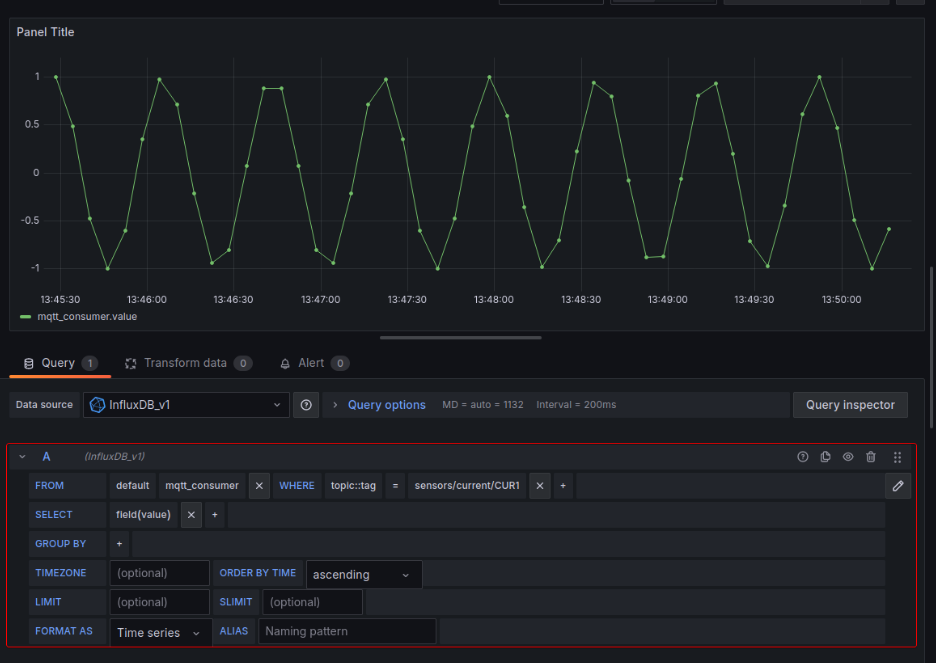 Panel Title
1
0.5
0
-0.5
-1
13:45:30 13:46:00 13:46:30 13:47:00 13:47:30 13:48:00 13:48:30 13:49:00 13:49:30 13:50:00
mqtt_consumer.value
Query 1 Transform data 0 Alert 0
Data source InfluxDB_v1 Query options MD = auto = 1132 Interval = 200ms Query inspector
A (InfluxDB_v1)
FROM default mqtt_consumer WHERE topic::tag = sensors/current/CUR1 +
SELECT field(value) +
GROUP BY +
TIMEZONE (optional) ORDER BY TIME ascending
LIMIT (optional) SLIMIT (optional)
FORMAT AS Time series ALIAS Naming pattern